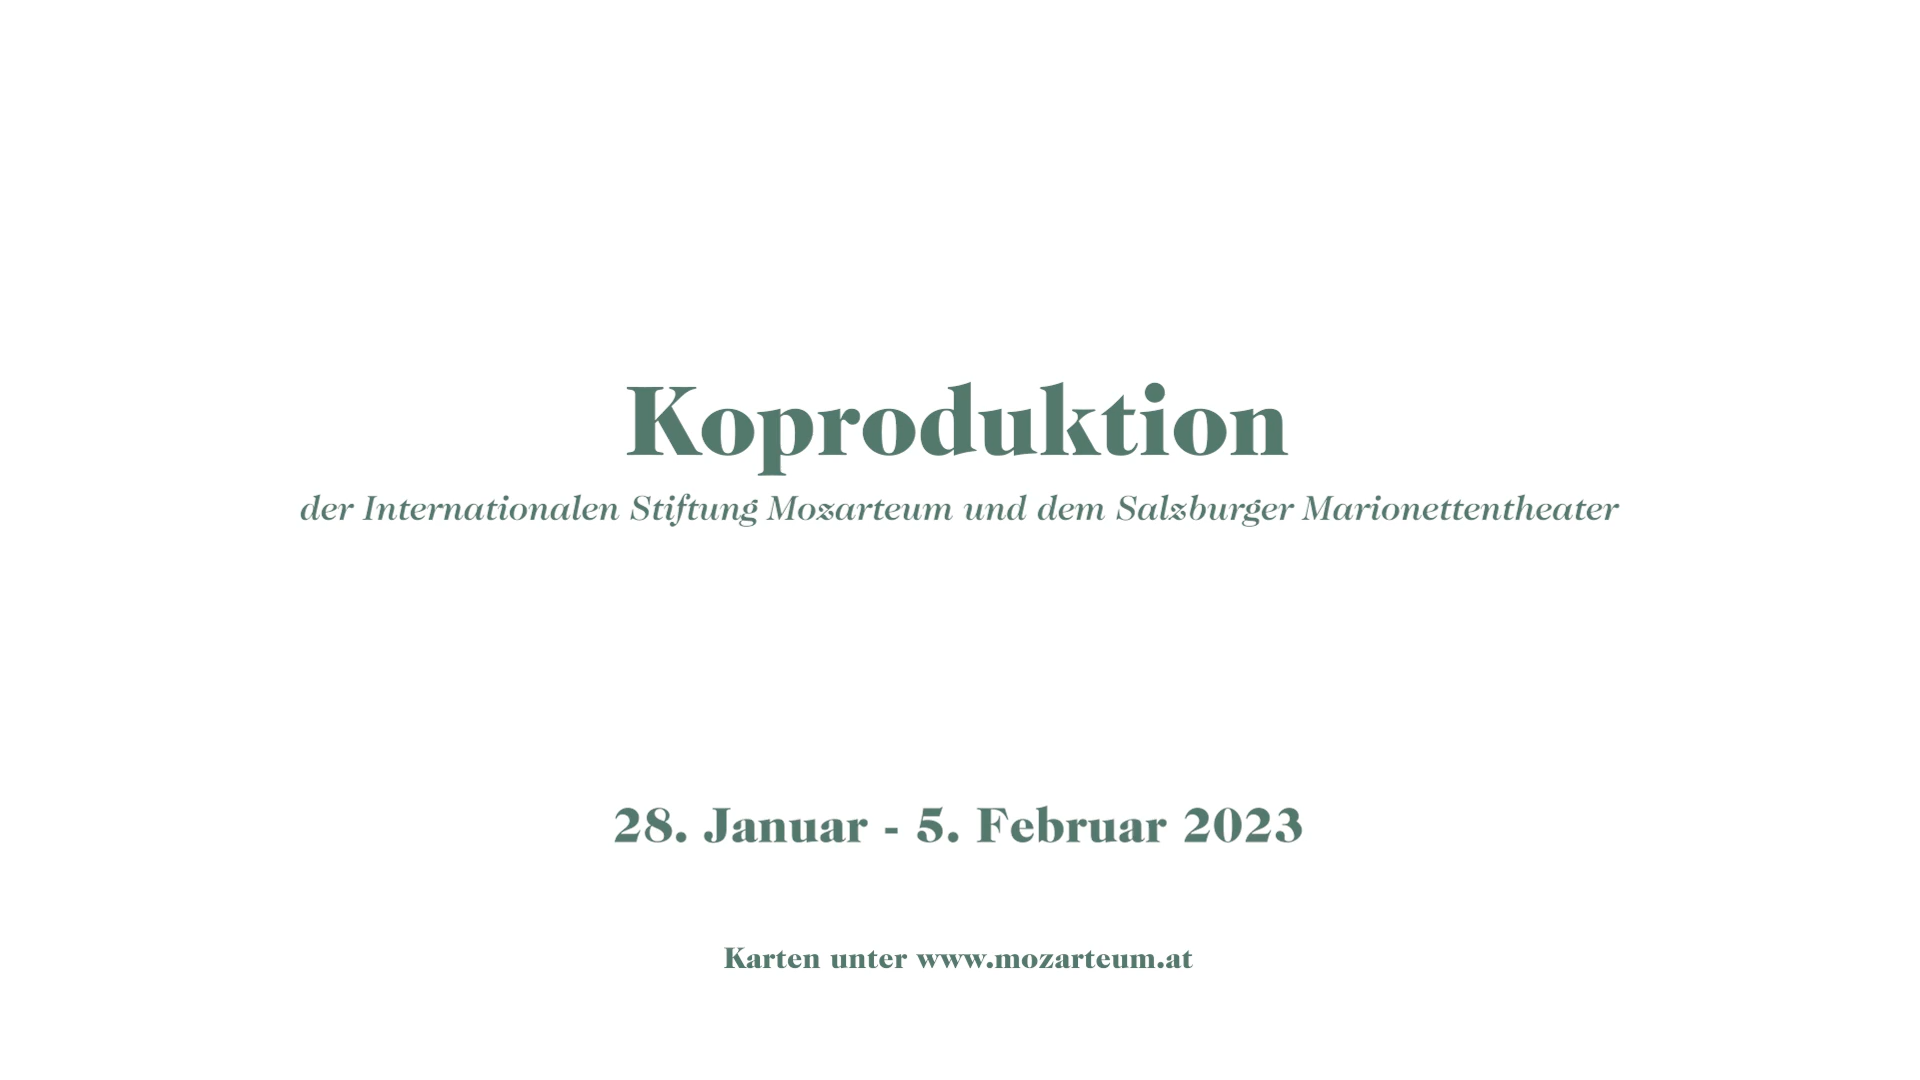 Koproduktion
der Internationalen Stiftung Mozarteum und dem Salzburger Marionettentheater
28. Januar - 5. Februar 2023
Karten unter www.mozarteum.at